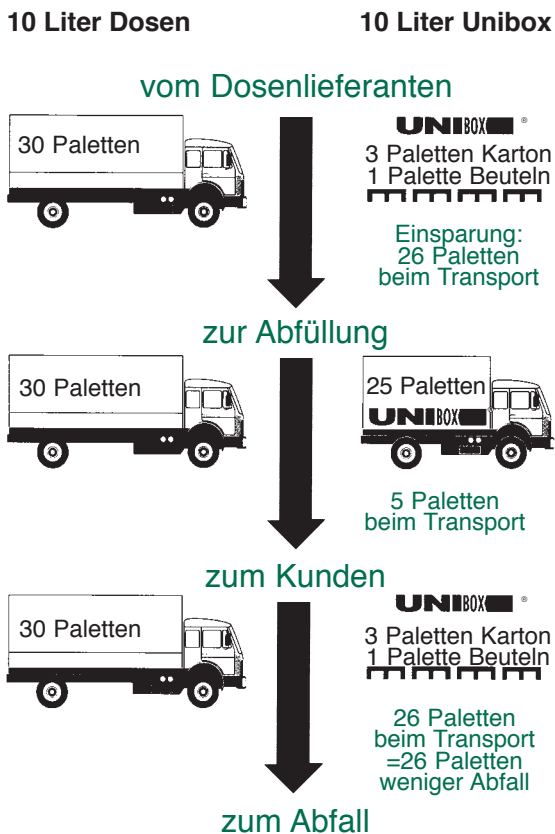 10 Liter Dosen
10 Liter Unibox
vom Dosenlieferanten
30 Paletten
UNIBOX ®
3 Paletten Karton
1 Palette Beuteln
Einsparung:
26 Paletten
beim Transport
zur Abfüllung
30 Paletten
25 Paletten
UNIBOX
5 Paletten
beim Transport
zum Kunden
30 Paletten
UNIBOX ®
3 Paletten Karton
1 Palette Beuteln
26 Paletten
beim Transport
=26 Paletten
weniger Abfall
zum Abfall